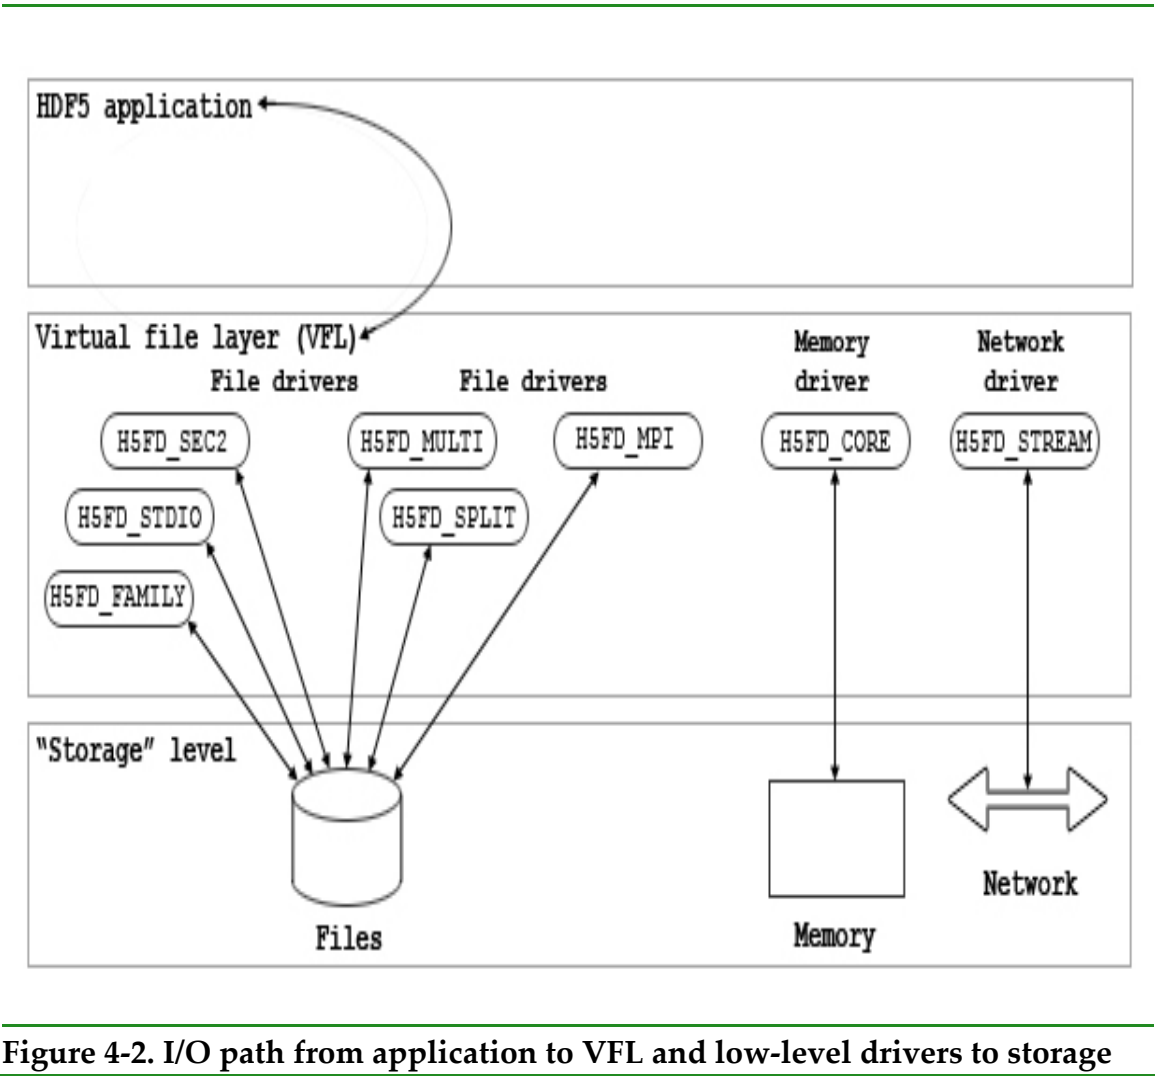 HDF5 application
Virtual file layer (VFL)
File drivers
File drivers
Memory
driver
Network
driver
H5FD_SEC2
H5FD_MULTI
H5FD_MPI
H5FD_CORE
H5FD_STREAM
H5FD_STDIO
H5FD_SPLIT
H5FD_FAMILY
“Storage” level
Files
Memory
Network
Figure 4-2. I/O path from application to VFL and low-level drivers to storage